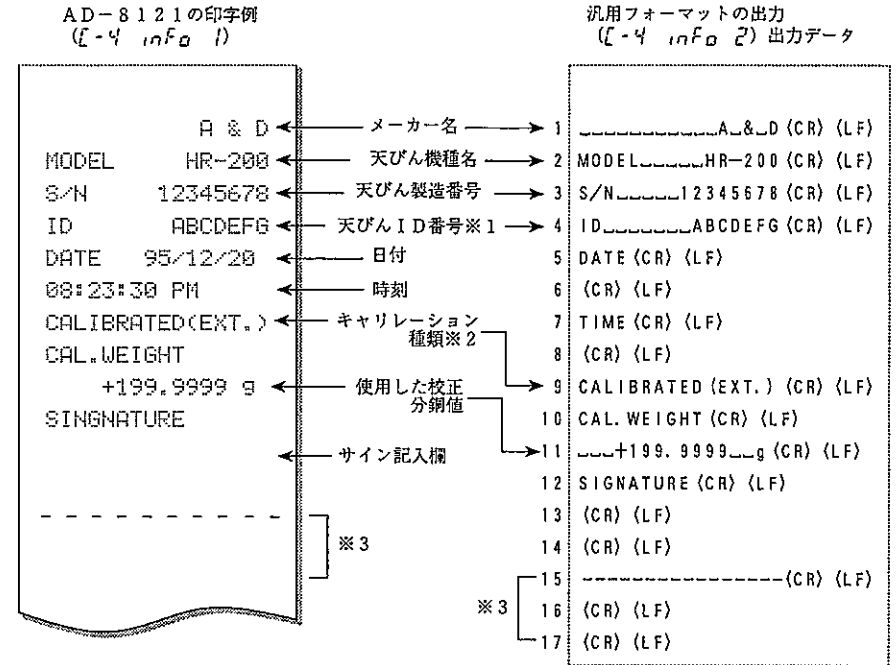 AD-8121の印字例
(C-4 inFo 1)
A & D
MODEL HR-200
S/N 12345678
ID ABCDEFG
DATE 95/12/20
08:23:30 PM
CALIBRATED(EXT.)
CAL.WEIGHT
+199.9999 g
SINGNATURE
メーカー名
天びん機種名
天びん製造番号
天びんID番号※1
日付
時刻
キャリレーション
種類※2
使用した校正
分銅値
サイン記入欄
※3
汎用フォーマットの出力
(C-4 inFo 2) 出力データ
1 ␣␣␣␣␣␣␣␣␣␣␣A␣&␣D〈CR〉〈LF〉
2 MODEL␣␣␣␣␣HR-200〈CR〉〈LF〉
3 S/N␣␣␣␣␣12345678〈CR〉〈LF〉
4 ID␣␣␣␣␣␣␣ABCDEFG〈CR〉〈LF〉
5 DATE〈CR〉〈LF〉
6 〈CR〉〈LF〉
7 TIME〈CR〉〈LF〉
8 〈CR〉〈LF〉
9 CALIBRATED(EXT.)〈CR〉〈LF〉
10 CAL.WEIGHT〈CR〉〈LF〉
11 ␣␣␣+199.9999␣␣g〈CR〉〈LF〉
12 SIGNATURE〈CR〉〈LF〉
13 〈CR〉〈LF〉
14 〈CR〉〈LF〉
15 ----------------〈CR〉〈LF〉
16 〈CR〉〈LF〉
17 〈CR〉〈LF〉
※3